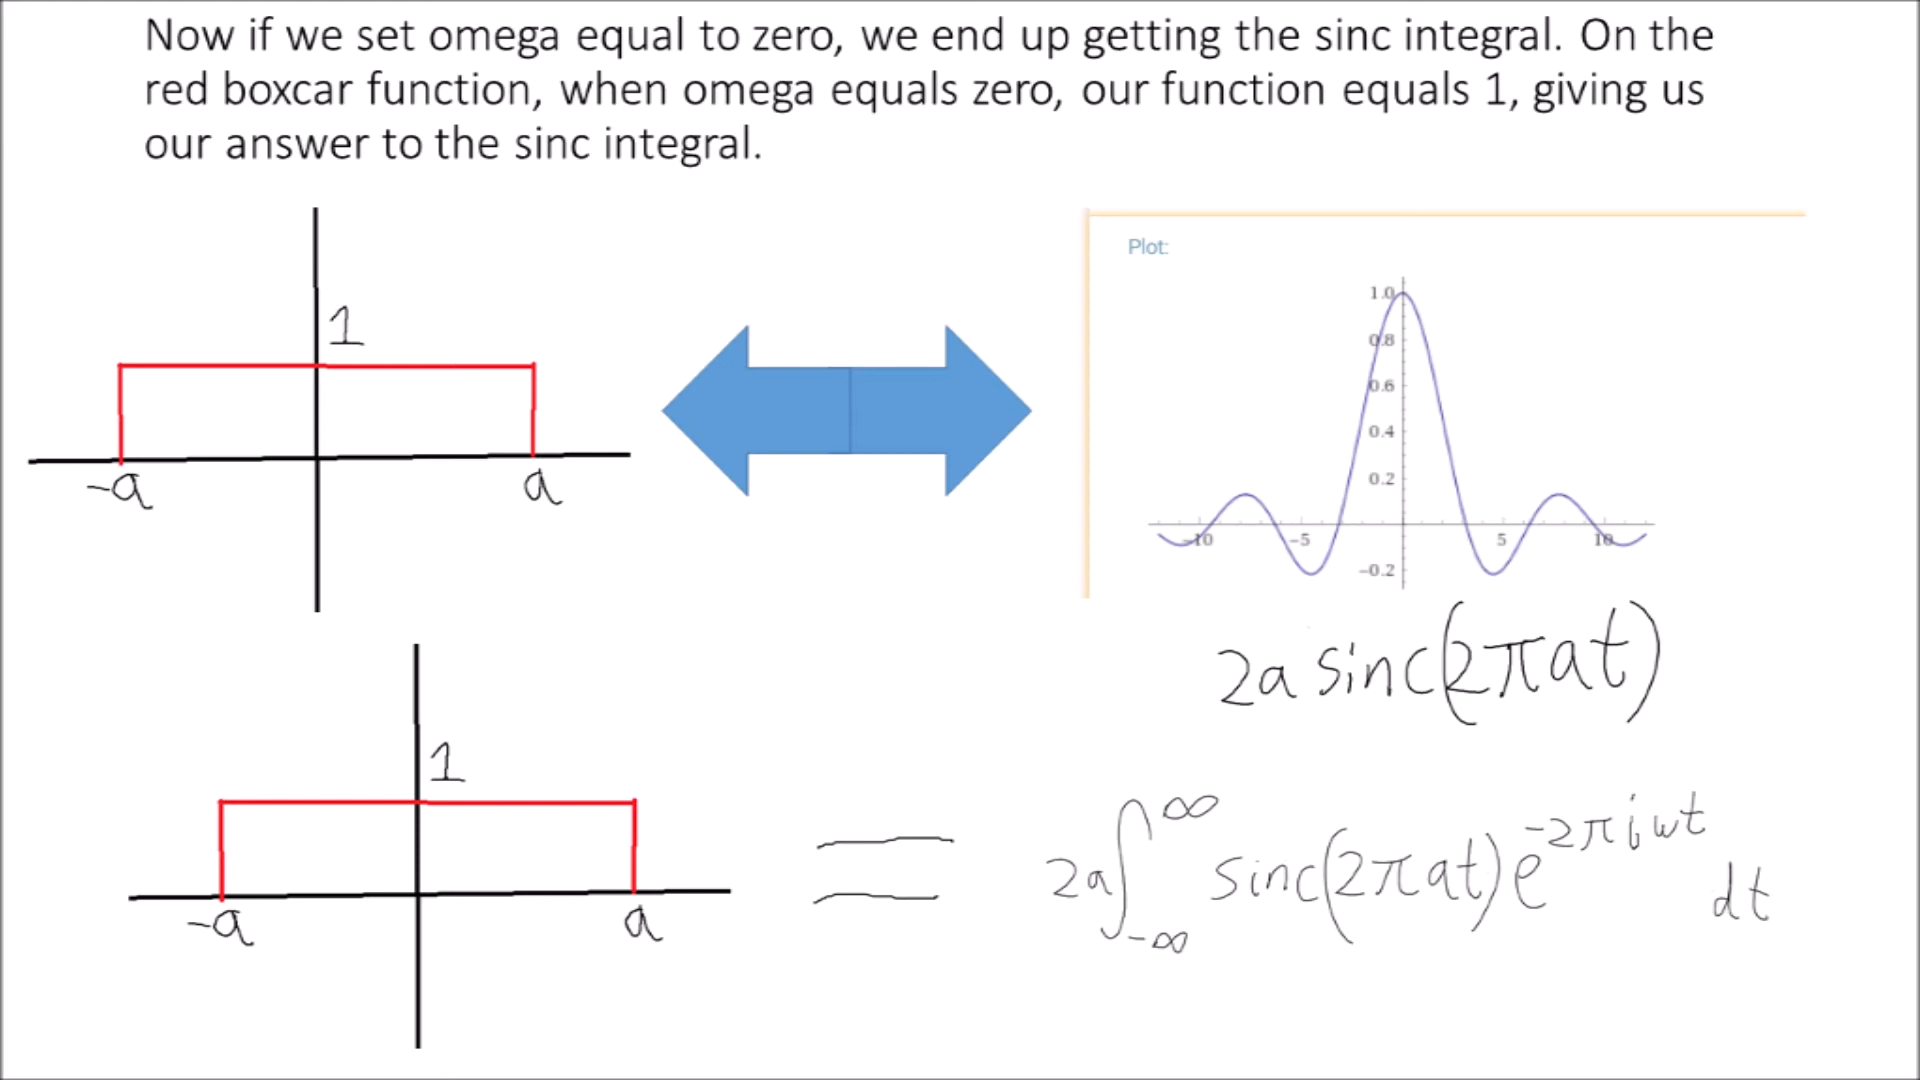 Now if we set omega equal to zero, we end up getting the sinc integral. On the
red boxcar function, when omega equals zero, our function equals 1, giving us
our answer to the sinc integral.
1
-a
a
Plot:
1.0
0.8
0.6
0.4
0.2
-10
-5
5
10
-0.2
2a sinc(2πat)
1
-a
a
=
2a∫_{-∞}^{∞} sinc(2πat)e^{-2πiωt} dt